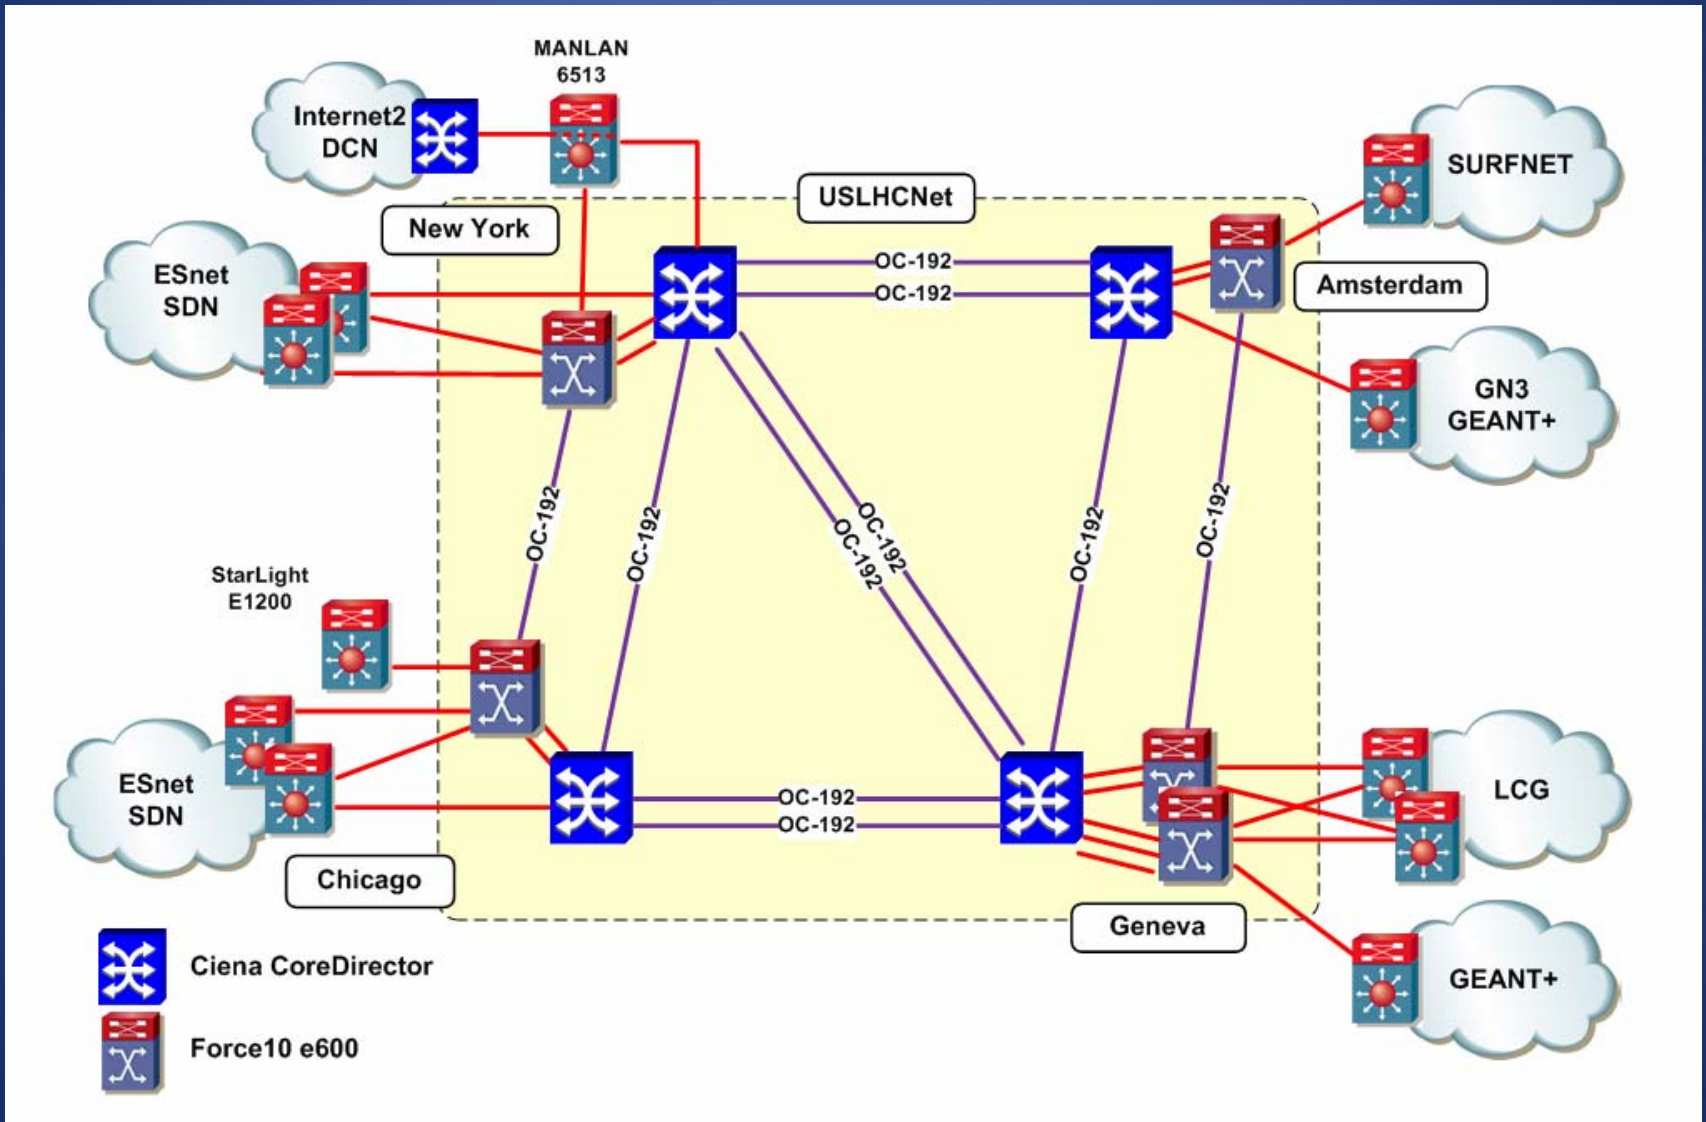 MANLAN
6513
Internet2
DCN
SURFNET
USLHCNet
New York
OC-192
OC-192
ESnet
SDN
Amsterdam
GN3
GEANT+
OC-192
OC-192
OC-192
OC-192
OC-192
OC-192
StarLight
E1200
ESnet
SDN
OC-192
OC-192
LCG
Chicago
Geneva
GEANT+
Ciena CoreDirector
Force10 e600